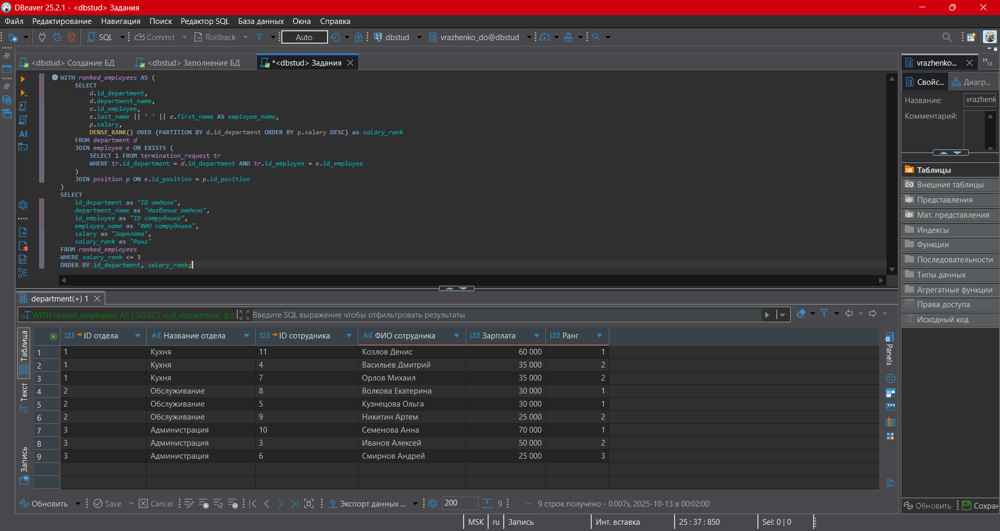 DBeaver 25.2.1 - <dbstud> Задания
Файл Редактирование Навигация Поиск Редактор SQL База данных Окна Справка
SQL Commit Rollback T Auto dbstud vrazhenko_do@dbstud
<dbstud> Создание БД <dbstud> Заполнение БД *<dbstud> Задания
WITH ranked_employees AS (
SELECT
d.id_department,
d.department_name,
e.id_employee,
e.last_name || ' ' || e.first_name AS employee_name,
p.salary,
DENSE_RANK() OVER (PARTITION BY d.id_department ORDER BY p.salary DESC) as salary_rank
FROM department d
JOIN employee e ON EXISTS (
SELECT 1 FROM termination_request tr
WHERE tr.id_department = d.id_department AND tr.id_employee = e.id_employee
)
JOIN position p ON e.id_position = p.id_position
)
SELECT
id_department as "ID отдела",
department_name as "Название отдела",
id_employee as "ID сотрудника",
employee_name as "ФИО сотрудника",
salary as "Зарплата",
salary_rank as "Ранг"
FROM ranked_employees
WHERE salary_rank <= 3
ORDER BY id_department, salary_rank;
AI
vrazhenko... »10
Свойс... Диагр...
Название: vrazhenk
Комментарий:
Таблицы
Внешние таблицы
Представления
Мат. представления
Индексы
Функции
Последовательности
Типы данных
Агрегатные функции
Права доступа
Исходный код
Обновить Сохран
department(+) 1
WITH ranked_employees AS ( SELECT d.id_department, d.d Введите SQL выражение чтобы отфильтровать результаты
Таблица
Текст
Запись
123 ID отдела A-Z Название отдела 123 ID сотрудника A-Z ФИО сотрудника 123 Зарплата 123 Ранг
1 1 Кухня 11 Козлов Денис 60 000 1
2 1 Кухня 4 Васильев Дмитрий 35 000 2
3 1 Кухня 7 Орлов Михаил 35 000 2
4 2 Обслуживание 8 Волкова Екатерина 30 000 1
5 2 Обслуживание 5 Кузнецова Ольга 30 000 1
6 2 Обслуживание 9 Никитин Артем 25 000 2
7 3 Администрация 10 Семенова Анна 70 000 1
8 3 Администрация 3 Иванов Алексей 50 000 2
9 3 Администрация 6 Смирнов Андрей 25 000 3
Panels
Обновить Save Cancel Экспорт данных ... 200 9 ··· 9 строк получено - 0.007s, 2025-10-13 в 00:02:00
MSK ru Запись Инт. вставка 25 : 37 : 850 Sel: 0 | 0